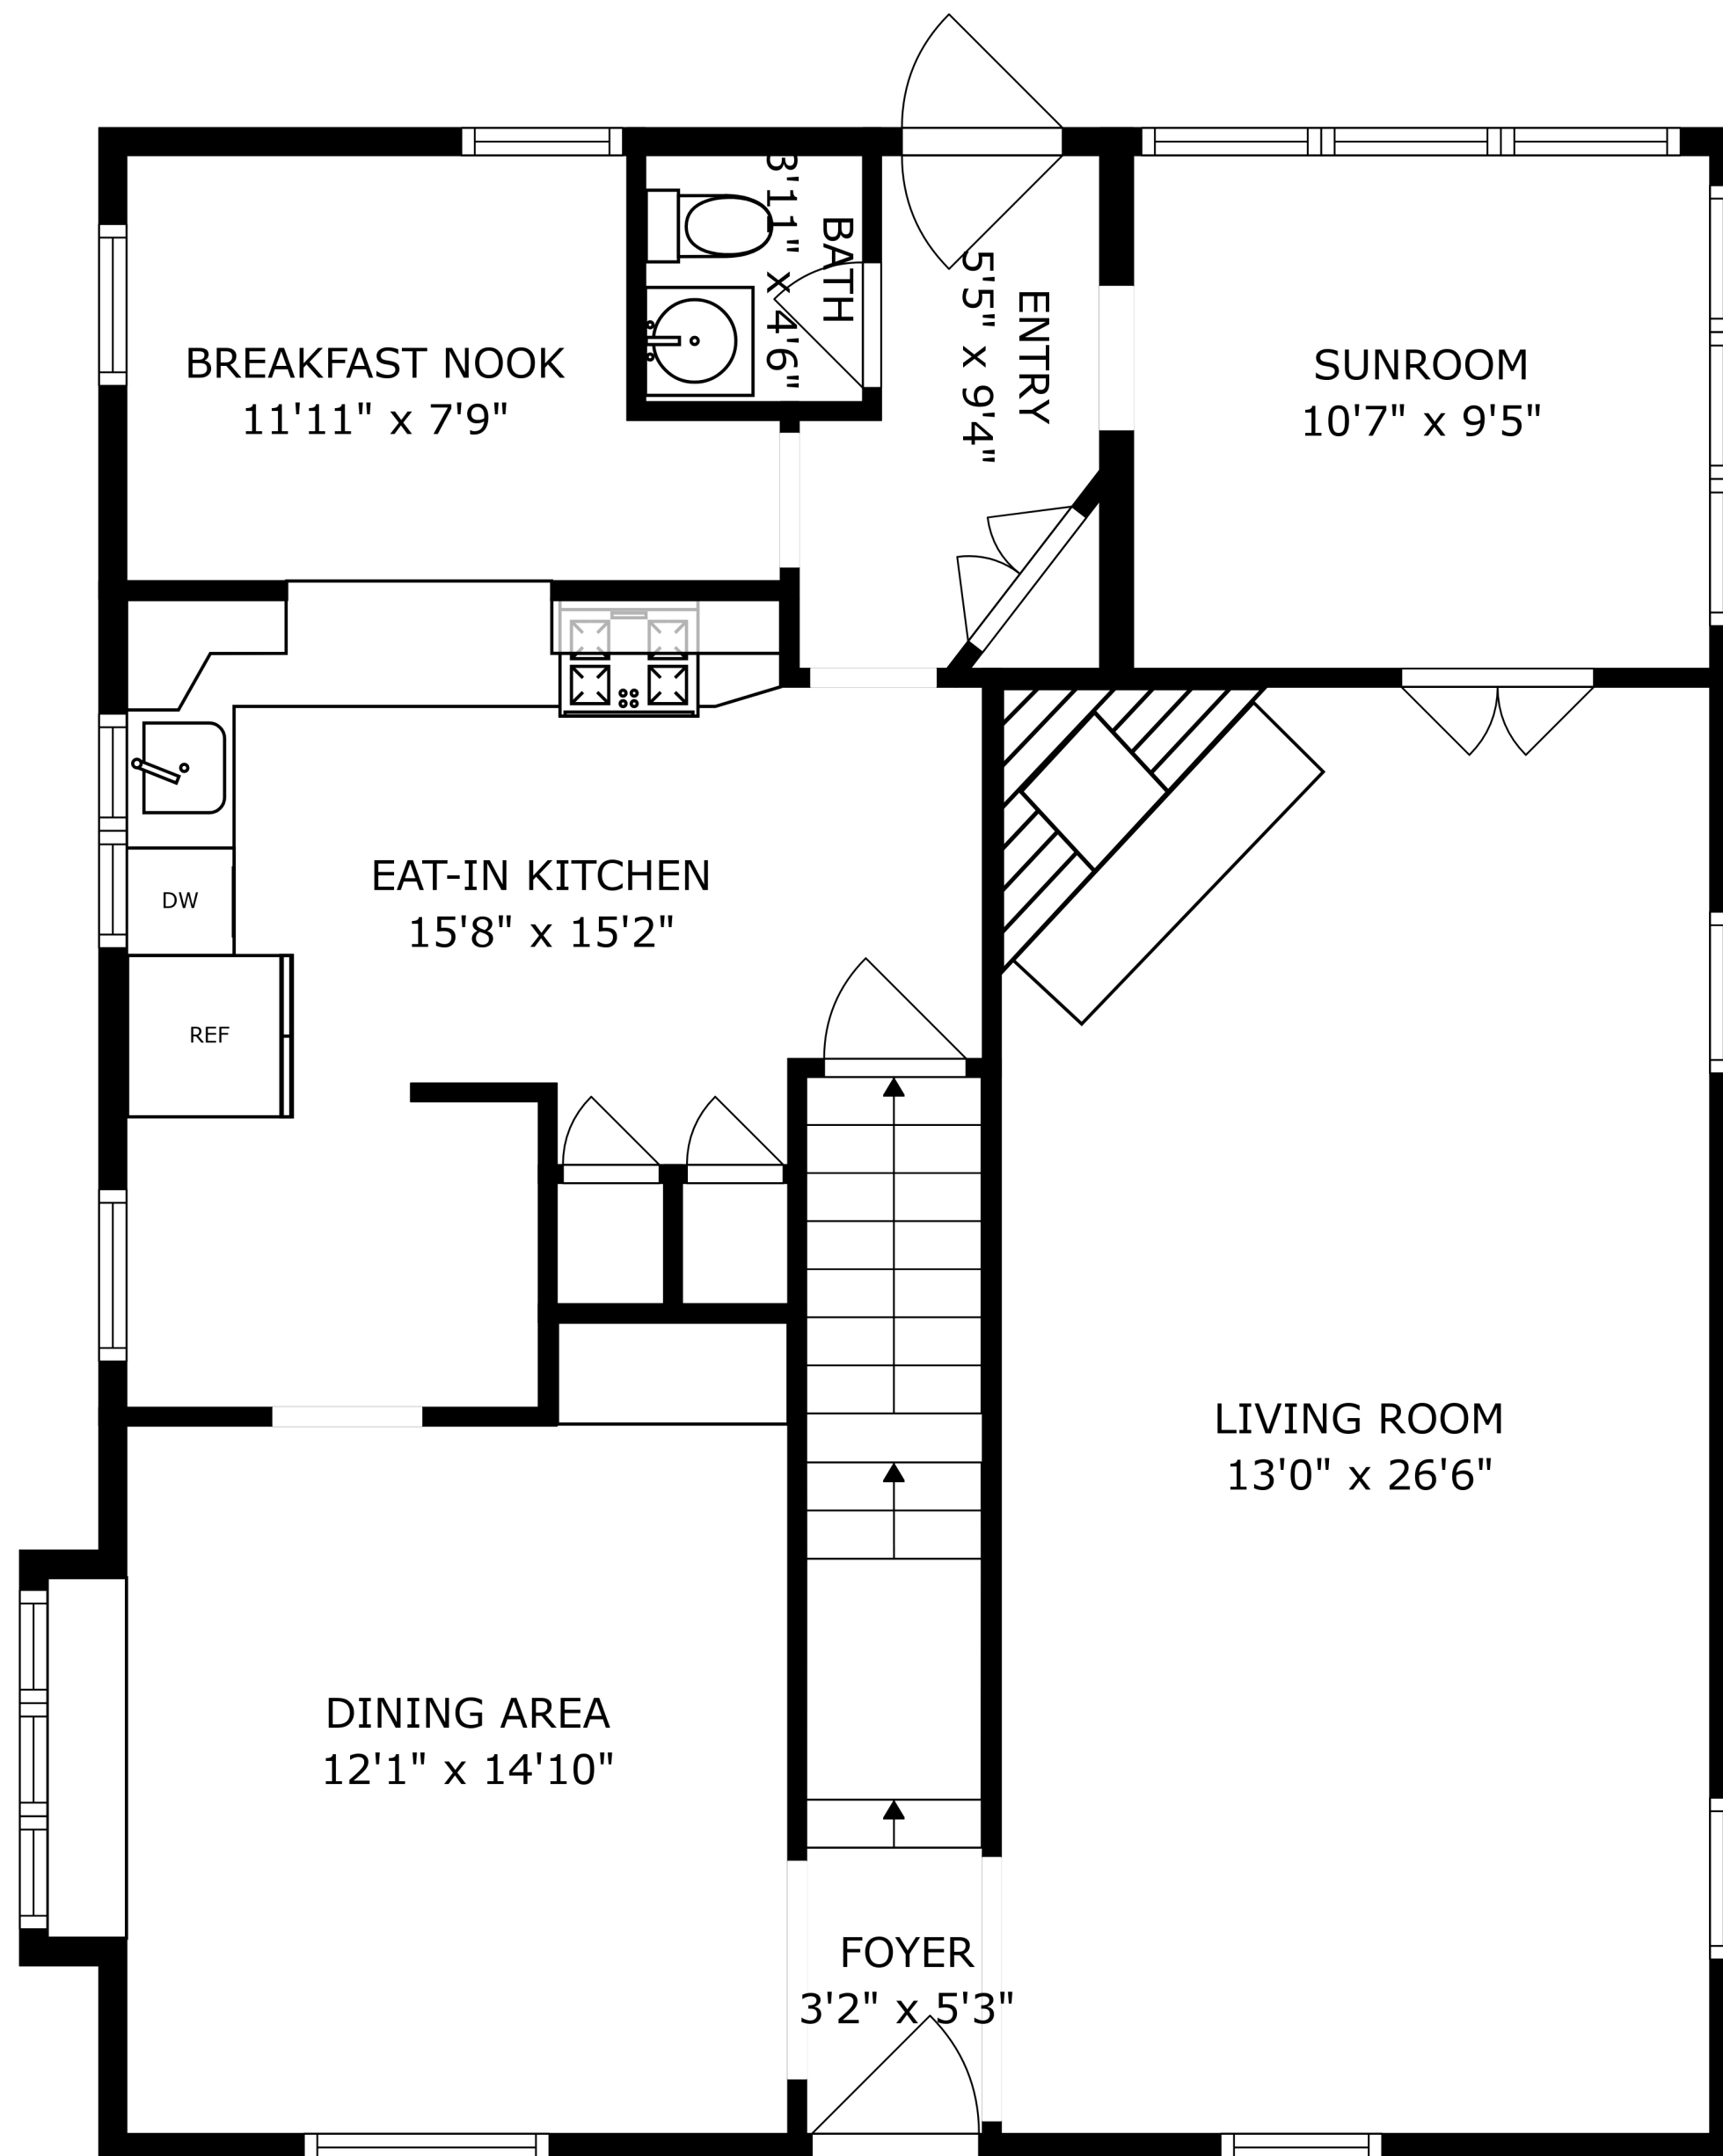 BREAKFAST NOOK
11'11" x 7'9"
BATH
3'11" x 4'6"
ENTRY
5'5" x 9'4"
SUNROOM
10'7" x 9'5"
EAT-IN KITCHEN
15'8" x 15'2"
DW
REF
LIVING ROOM
13'0" x 26'6"
DINING AREA
12'1" x 14'10"
FOYER
3'2" x 5'3"